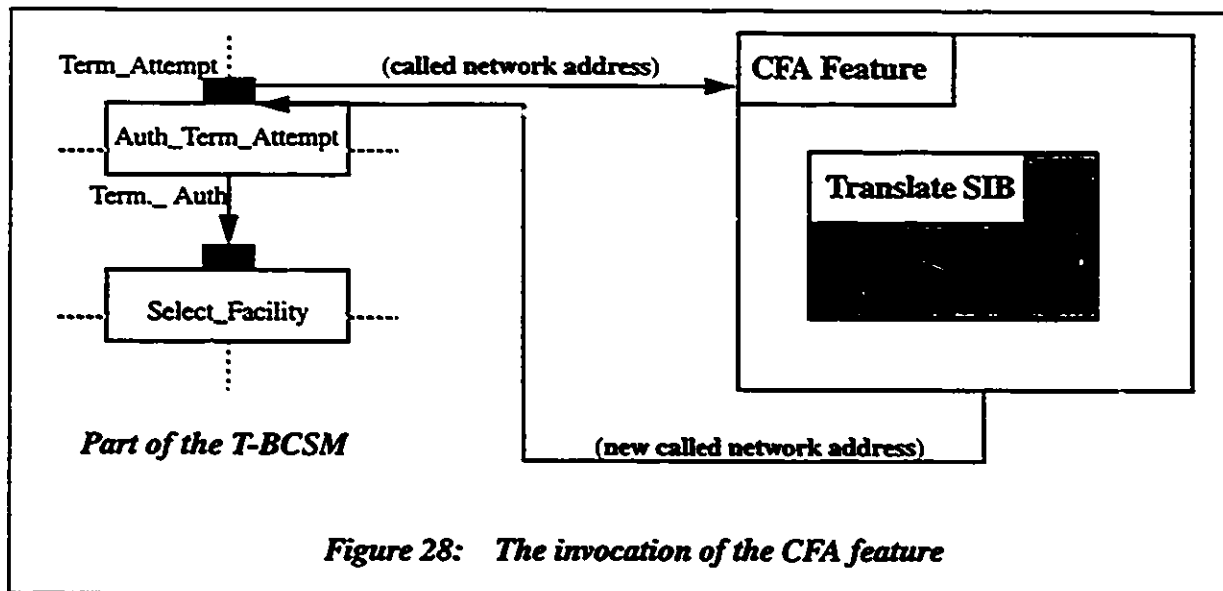 Term_Attempt
(called network address)
CFA Feature
Auth_Term_Attempt
Translate SIB
Term._ Auth
Select_Facility
Part of the T-BCSM
(new called network address)
Figure 28: The invocation of the CFA feature